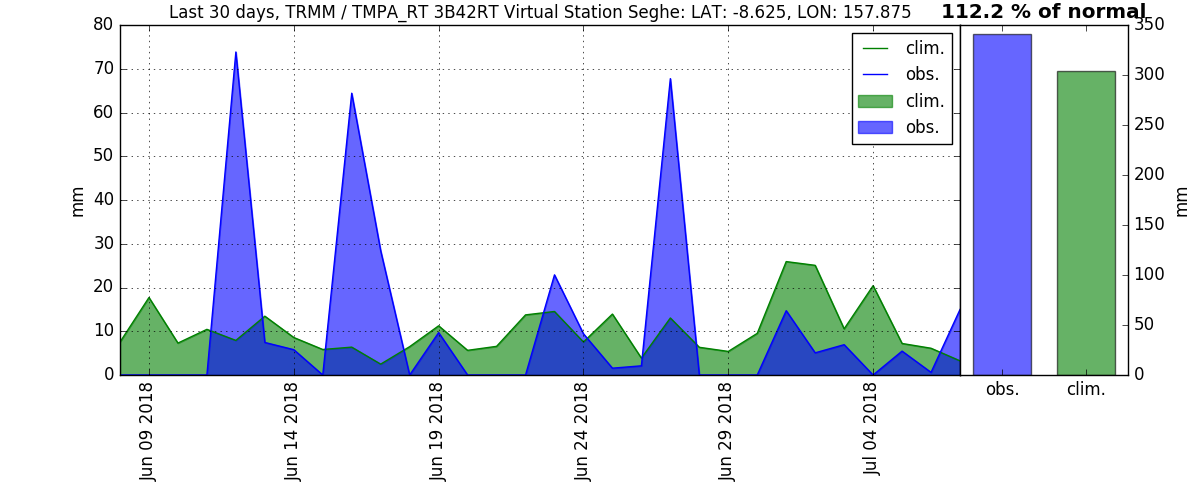 Last 30 days, TRMM / TMPA_RT 3B42RT Virtual Station Seghe: LAT: -8.625, LON: 157.875
112.2 % of normal
80
70
60
50
40
30
20
10
0
mm
clim.
obs.
clim.
obs.
350
300
250
200
150
100
50
0
mm
obs.
clim.
Jun 09 2018
Jun 14 2018
Jun 19 2018
Jun 24 2018
Jun 29 2018
Jul 04 2018